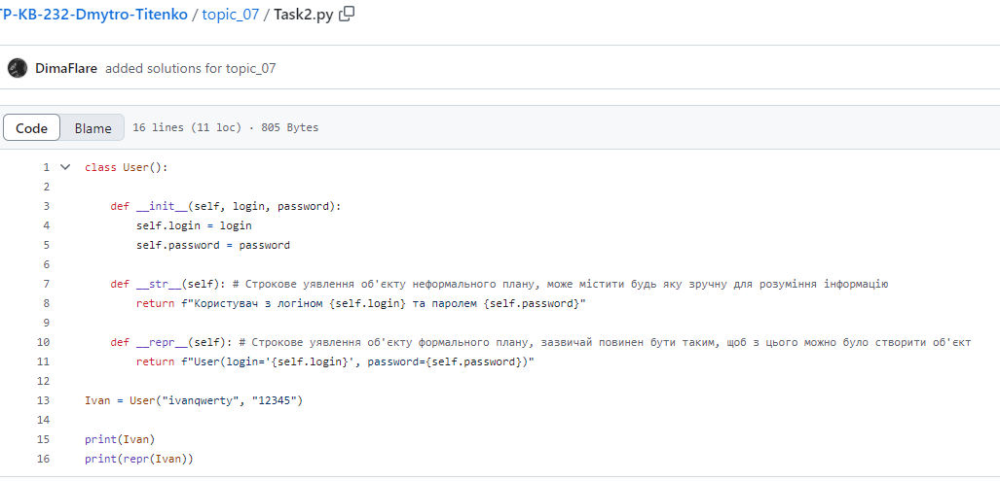 TP-KB-232-Dmytro-Titenko / topic_07 / Task2.py
DimaFlare added solutions for topic_07
Code Blame 16 lines (11 loc) · 805 Bytes
1 class User():
2
3 def __init__(self, login, password):
4 self.login = login
5 self.password = password
6
7 def __str__(self): # Строкове уявлення об'єкту неформального плану, може містити будь яку зручну для розуміння інформацію
8 return f"Користувач з логіном {self.login} та паролем {self.password}"
9
10 def __repr__(self): # Строкове уявлення об'єкту формального плану, зазвичай повинен бути таким, щоб з цього можно було створити об'єкт
11 return f"User(login='{self.login}', password={self.password})"
12
13 Ivan = User("ivanqwerty", "12345")
14
15 print(Ivan)
16 print(repr(Ivan))